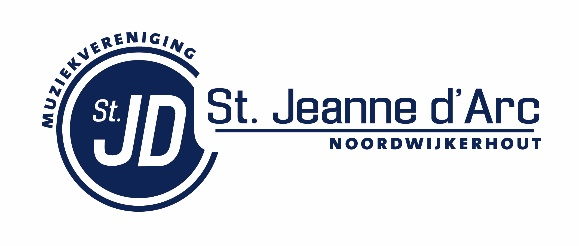 MUZIEKVERENIGING
St.
JD
St. Jeanne d'Arc
NOORDWIJKERHOUT